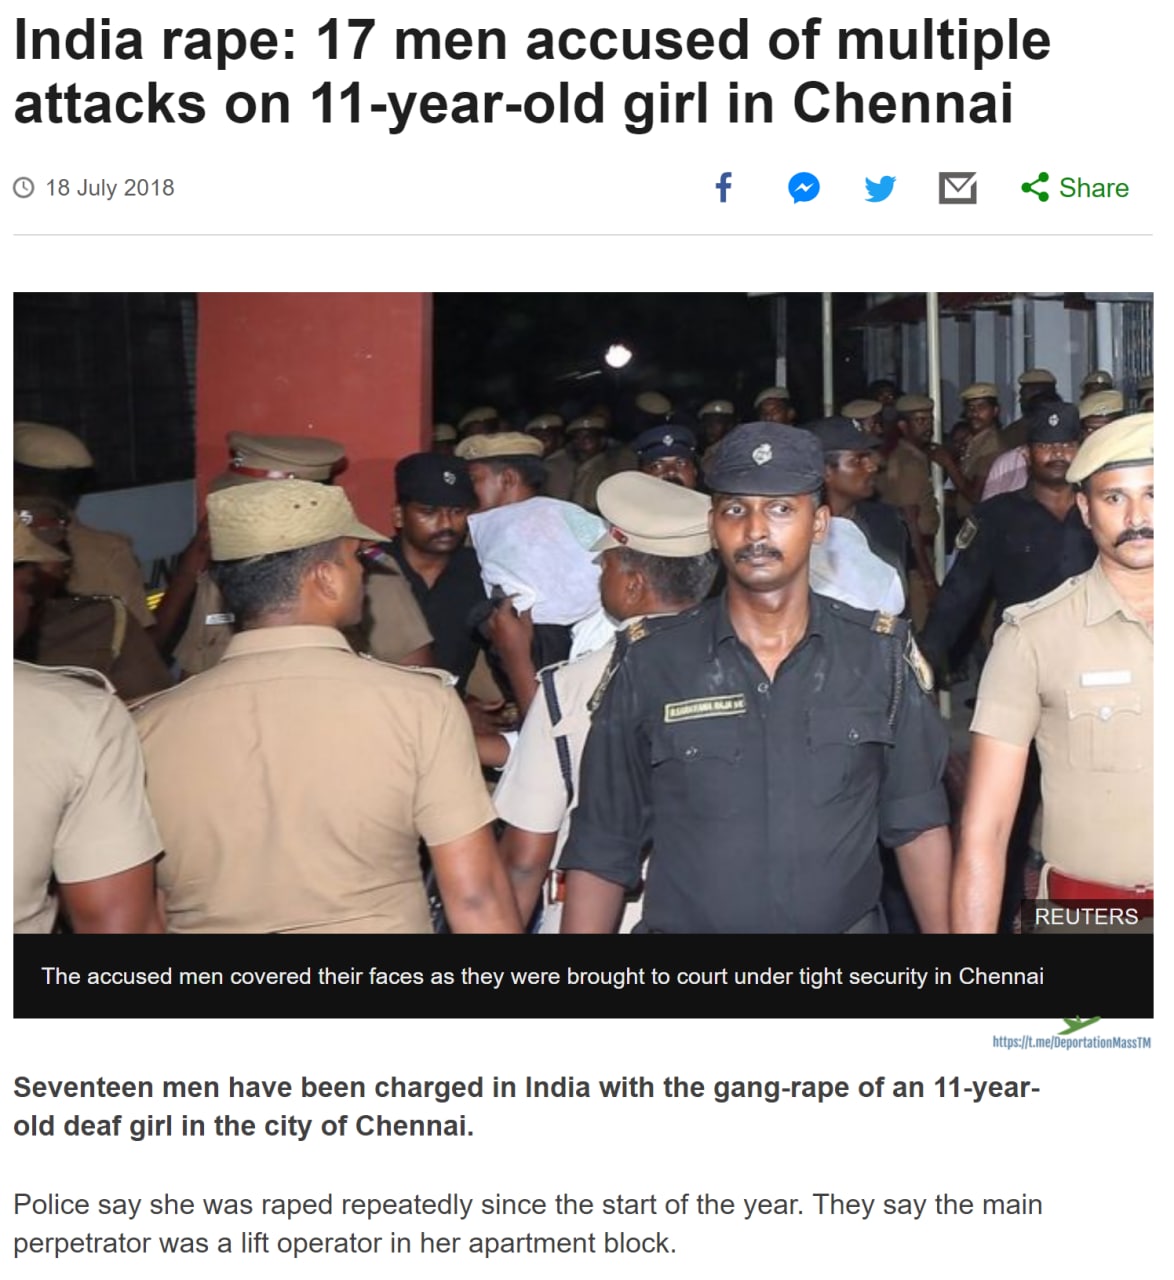 India rape: 17 men accused of multiple
attacks on 11-year-old girl in Chennai
18 July 2018
Share
REUTERS
The accused men covered their faces as they were brought to court under tight security in Chennai
https://t.me/DeportationMassTM
Seventeen men have been charged in India with the gang-rape of an 11-year-
old deaf girl in the city of Chennai.
Police say she was raped repeatedly since the start of the year. They say the main
perpetrator was a lift operator in her apartment block.